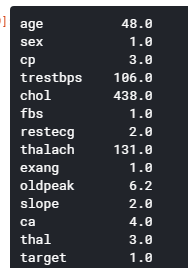 ]
age 48.0
sex 1.0
cp 3.0
trestbps 106.0
chol 438.0
fbs 1.0
restecg 2.0
thalach 131.0
exang 1.0
oldpeak 6.2
slope 2.0
ca 4.0
thal 3.0
target 1.0